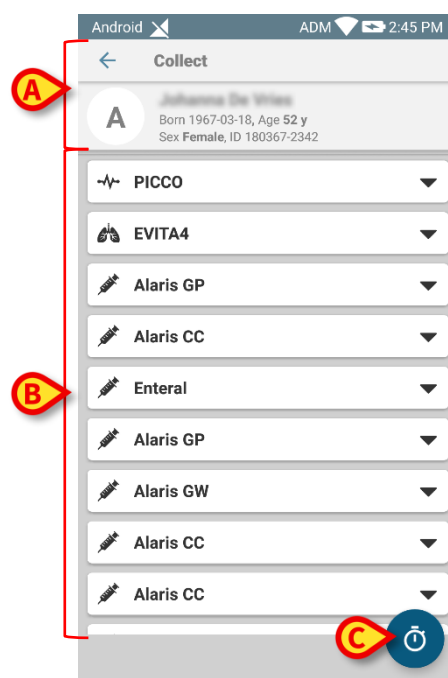 Android ADM 2:45 PM
Collect
A
A
Born 1967-03-18, Age 52 y
Sex Female, ID 180367-2342
PICCO
EVITA4
Alaris GP
Alaris CC
B
Enteral
Alaris GP
Alaris GW
Alaris CC
Alaris CC
C